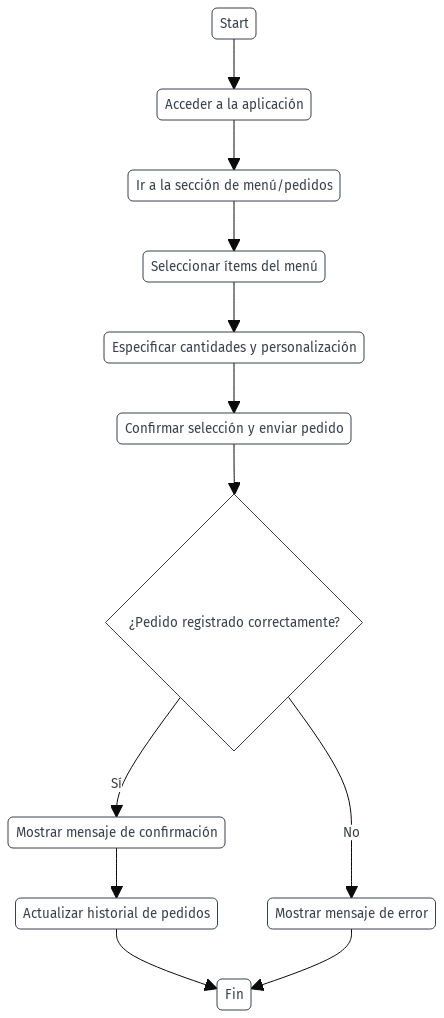 Start
Acceder a la aplicación
Ir a la sección de menú/pedidos
Seleccionar ítems del menú
Especificar cantidades y personalización
Confirmar selección y enviar pedido
¿Pedido registrado correctamente?
Sí
Mostrar mensaje de confirmación
No
Actualizar historial de pedidos
Mostrar mensaje de error
Fin